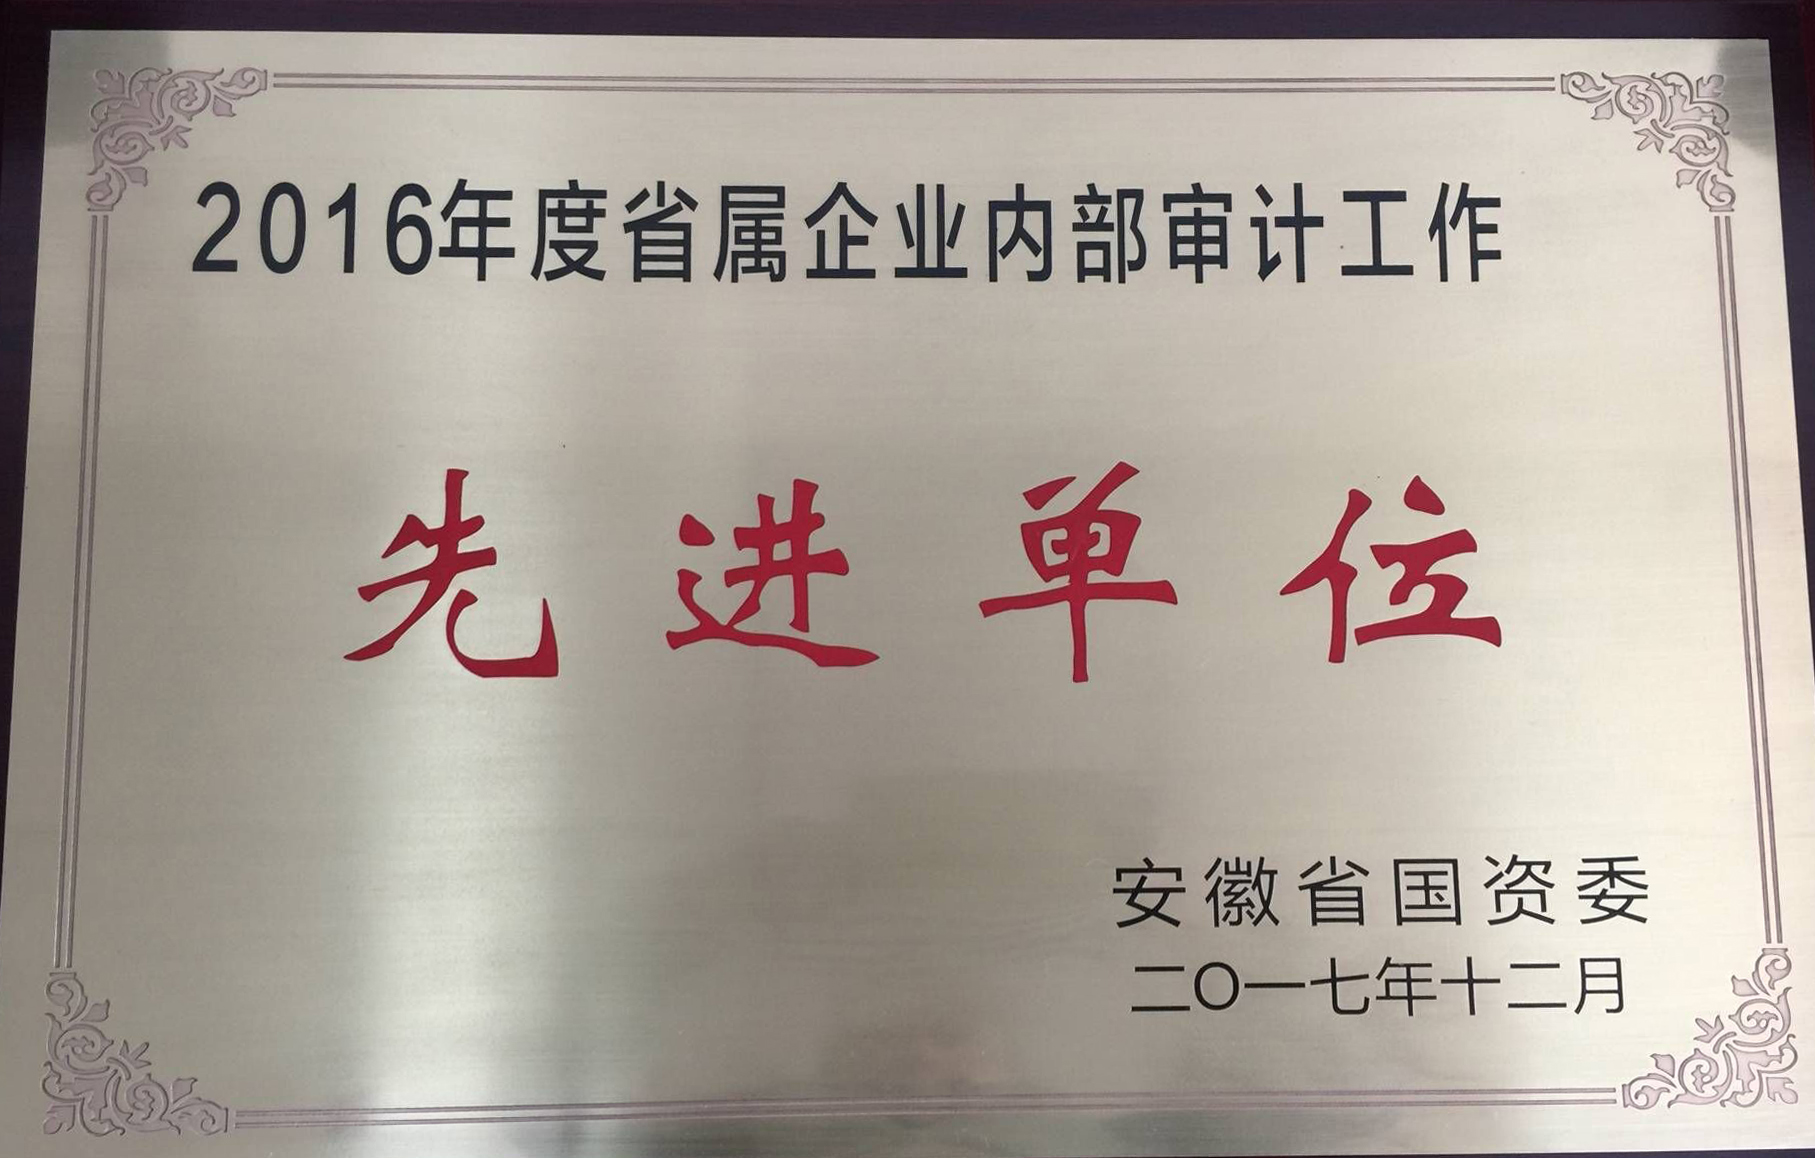 2016年度省属企业内部审计工作
先进单位
安徽省国资委
二〇一七年十二月